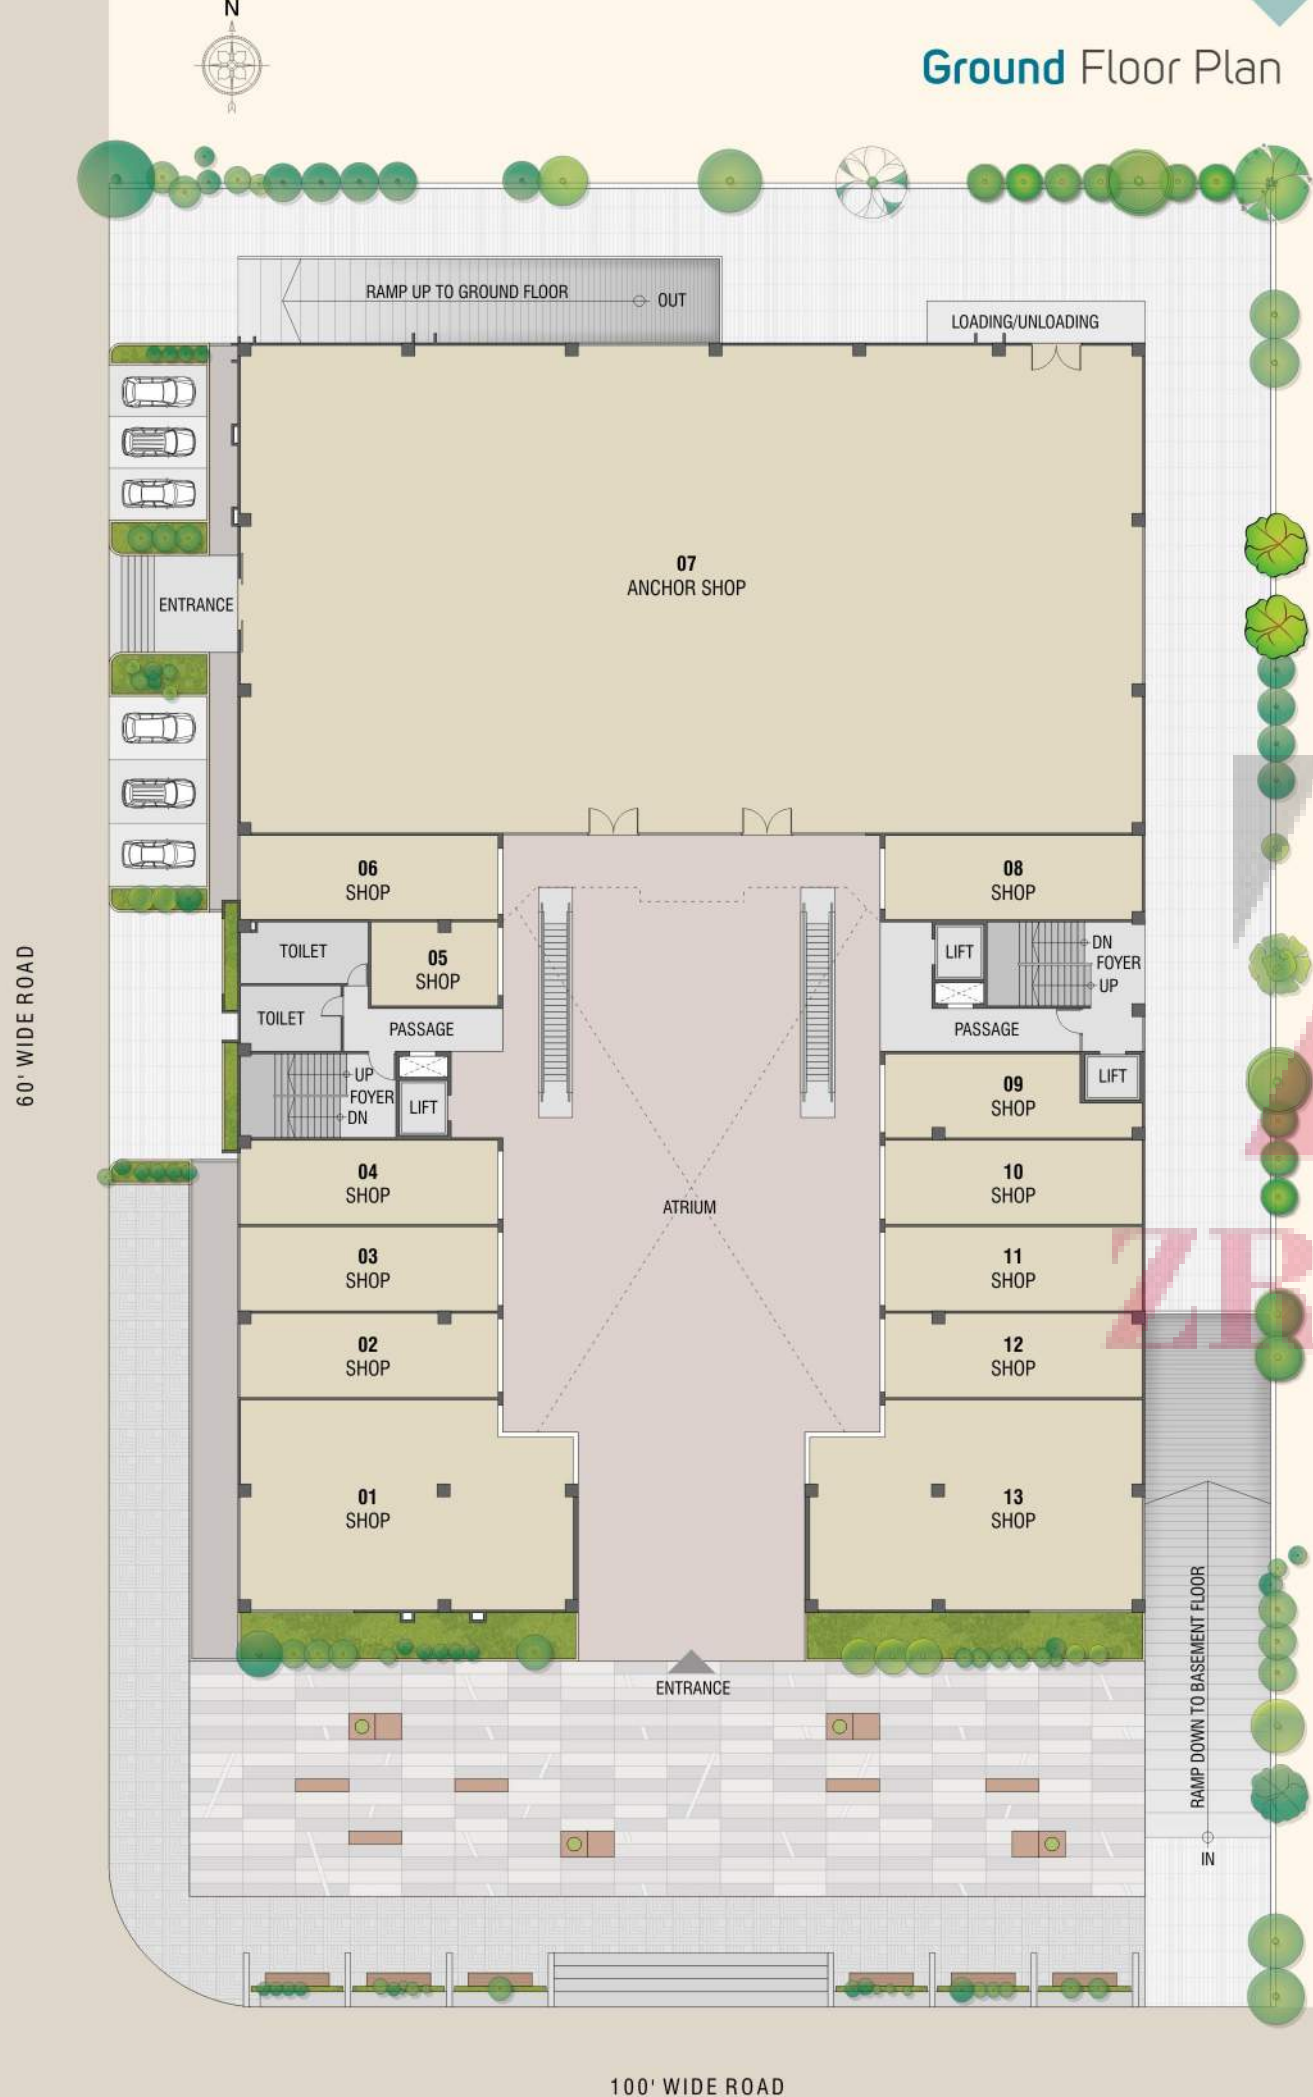 N
Ground Floor Plan
RAMP UP TO GROUND FLOOR
OUT
LOADING/UNLOADING
07
ANCHOR SHOP
ENTRANCE
06
SHOP
08
SHOP
TOILET
05
SHOP
LIFT
DN
FOYER
UP
TOILET
PASSAGE
PASSAGE
UP
FOYER
DN
LIFT
09
SHOP
LIFT
60' WIDE ROAD
04
SHOP
10
SHOP
ATRIUM
03
SHOP
11
SHOP
02
SHOP
12
SHOP
01
SHOP
13
SHOP
RAMP DOWN TO BASEMENT FLOOR
IN
ENTRANCE
100' WIDE ROAD